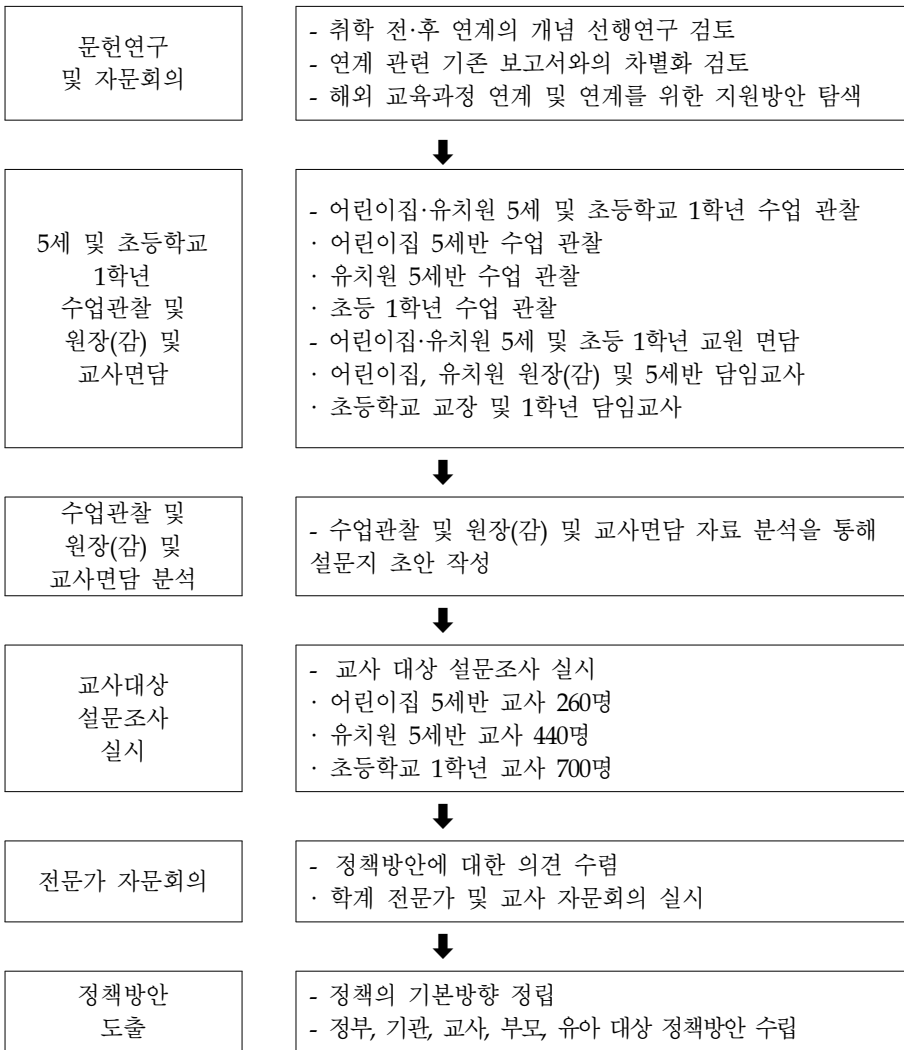 문헌연구
및 자문회의
- 취학 전·후 연계의 개념 선행연구 검토
- 연계 관련 기존 보고서와의 차별화 검토
- 해외 교육과정 연계 및 연계를 위한 지원방안 탐색
5세 및 초등학교
1학년
수업관찰 및
원장(감) 및
교사면담
- 어린이집·유치원 5세 및 초등학교 1학년 수업 관찰
· 어린이집 5세반 수업 관찰
· 유치원 5세반 수업 관찰
· 초등 1학년 수업 관찰
- 어린이집·유치원 5세 및 초등 1학년 교원 면담
· 어린이집, 유치원 원장(감) 및 5세반 담임교사
· 초등학교 교장 및 1학년 담임교사
수업관찰 및
원장(감) 및
교사면담 분석
- 수업관찰 및 원장(감) 및 교사면담 자료 분석을 통해
설문지 초안 작성
교사대상
설문조사
실시
- 교사 대상 설문조사 실시
· 어린이집 5세반 교사 260명
· 유치원 5세반 교사 440명
· 초등학교 1학년 교사 700명
전문가 자문회의
- 정책방안에 대한 의견 수렴
· 학계 전문가 및 교사 자문회의 실시
정책방안
도출
- 정책의 기본방향 정립
- 정부, 기관, 교사, 부모, 유아 대상 정책방안 수립